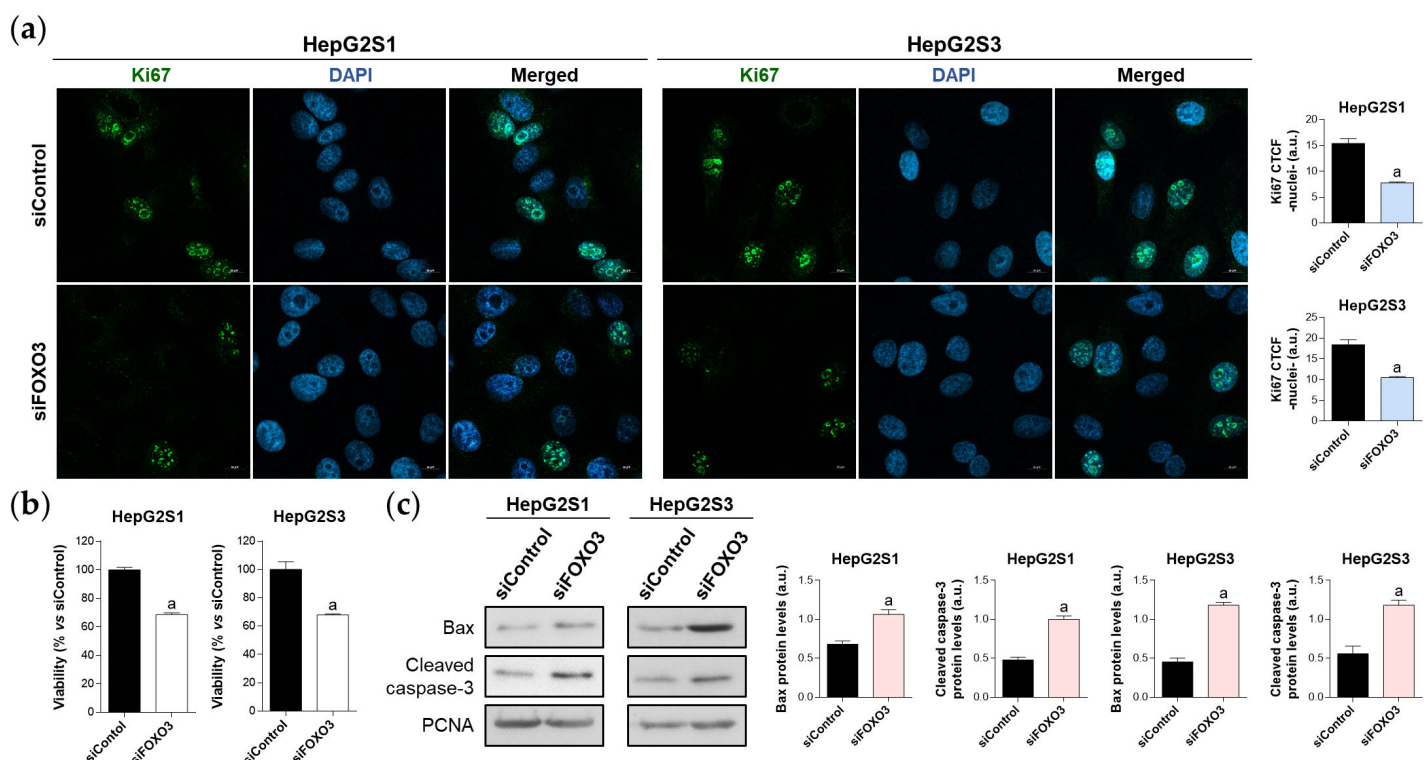 (a)
HepG2S1
HepG2S3
Ki67
DAPI
Merged
Ki67
DAPI
Merged
siControl
siFOXO3
HepG2S1
Ki67 CTCF
-nuclei- (a.u.)
20
15
10
5
0
a
siControl
siFOXO3
HepG2S3
Ki67 CTCF
-nuclei- (a.u.)
25
20
15
10
5
0
a
siControl
siFOXO3
(b)
HepG2S1
Viability (% vs siControl)
120
100
80
60
40
20
0
a
siContol
siFOXO3
HepG2S3
Viability (% vs siControl)
120
100
80
60
40
20
0
a
siControl
siFOXO3
(c)
HepG2S1
HepG2S3
siControl
siFOXO3
siControl
siFOXO3
Bax
Cleaved
caspase-3
PCNA
HepG2S1
Bax protein levels (a.u.)
1.5
1.0
0.5
0.0
a
siControl
siFOXO3
HepG2S1
Cleaved caspase-3
protein levels (a.u.)
1.5
1.0
0.5
0.0
a
siControl
siFOXO3
HepG2S3
Bax protein levels (a.u.)
1.5
1.0
0.5
0.0
a
siControl
siFOXO3
HepG2S3
Cleaved caspase-3
protein levels (a.u.)
1.5
1.0
0.5
0.0
a
siControl
siFOXO3